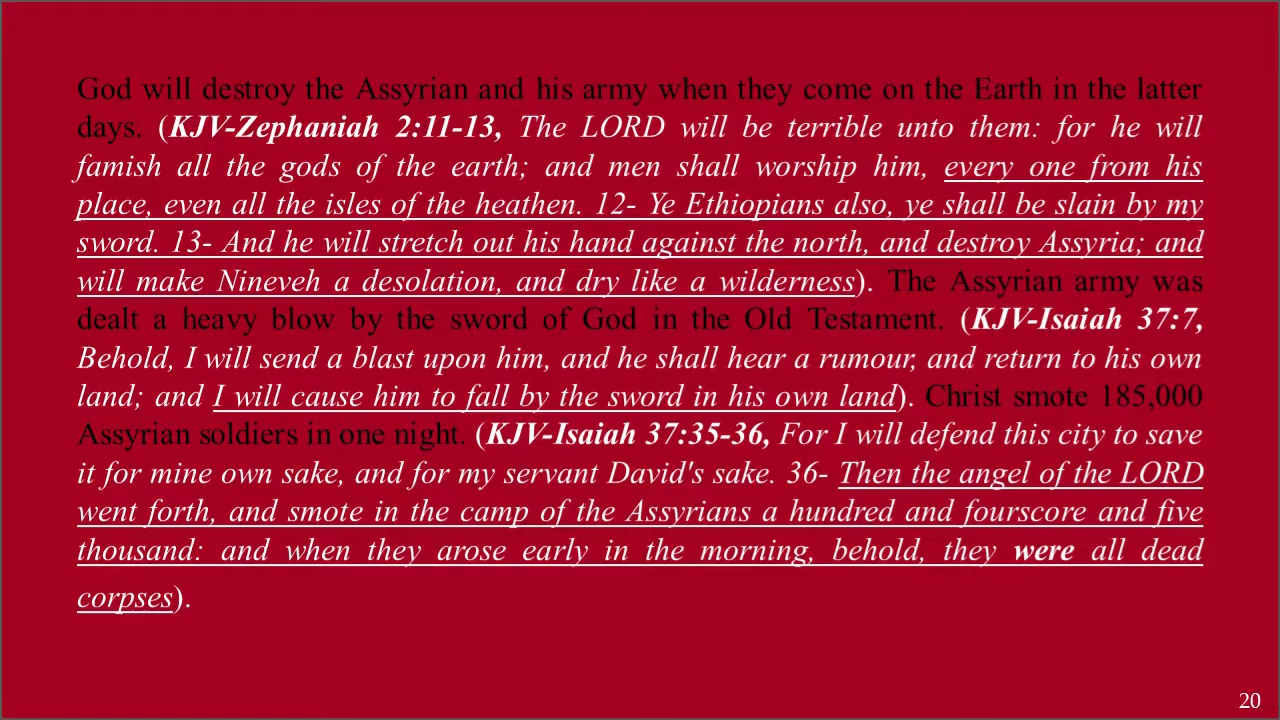 God will destroy the Assyrian and his army when they come on the Earth in the latter
days. (KJV-Zephaniah 2:11-13, The LORD will be terrible unto them: for he will
famish all the gods of the earth; and men shall worship him, every one from his
place, even all the isles of the heathen. 12- Ye Ethiopians also, ye shall be slain by my
sword. 13- And he will stretch out his hand against the north, and destroy Assyria; and
will make Nineveh a desolation, and dry like a wilderness). The Assyrian army was
dealt a heavy blow by the sword of God in the Old Testament. (KJV-Isaiah 37:7,
Behold, I will send a blast upon him, and he shall hear a rumour, and return to his own
land; and I will cause him to fall by the sword in his own land). Christ smote 185,000
Assyrian soldiers in one night. (KJV-Isaiah 37:35-36, For I will defend this city to save
it for mine own sake, and for my servant David's sake. 36- Then the angel of the LORD
went forth, and smote in the camp of the Assyrians a hundred and fourscore and five
thousand: and when they arose early in the morning, behold, they were all dead
corpses).
20